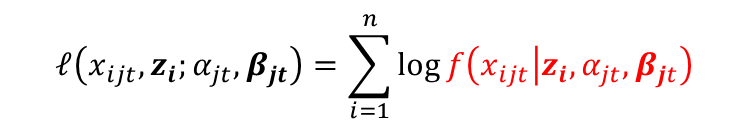 ℓ(x_{ijt}, z_i; α_{jt}, β_{jt}) = ∑_{i=1}^{n} log f(x_{ijt}|z_i, α_{jt}, β_{jt})